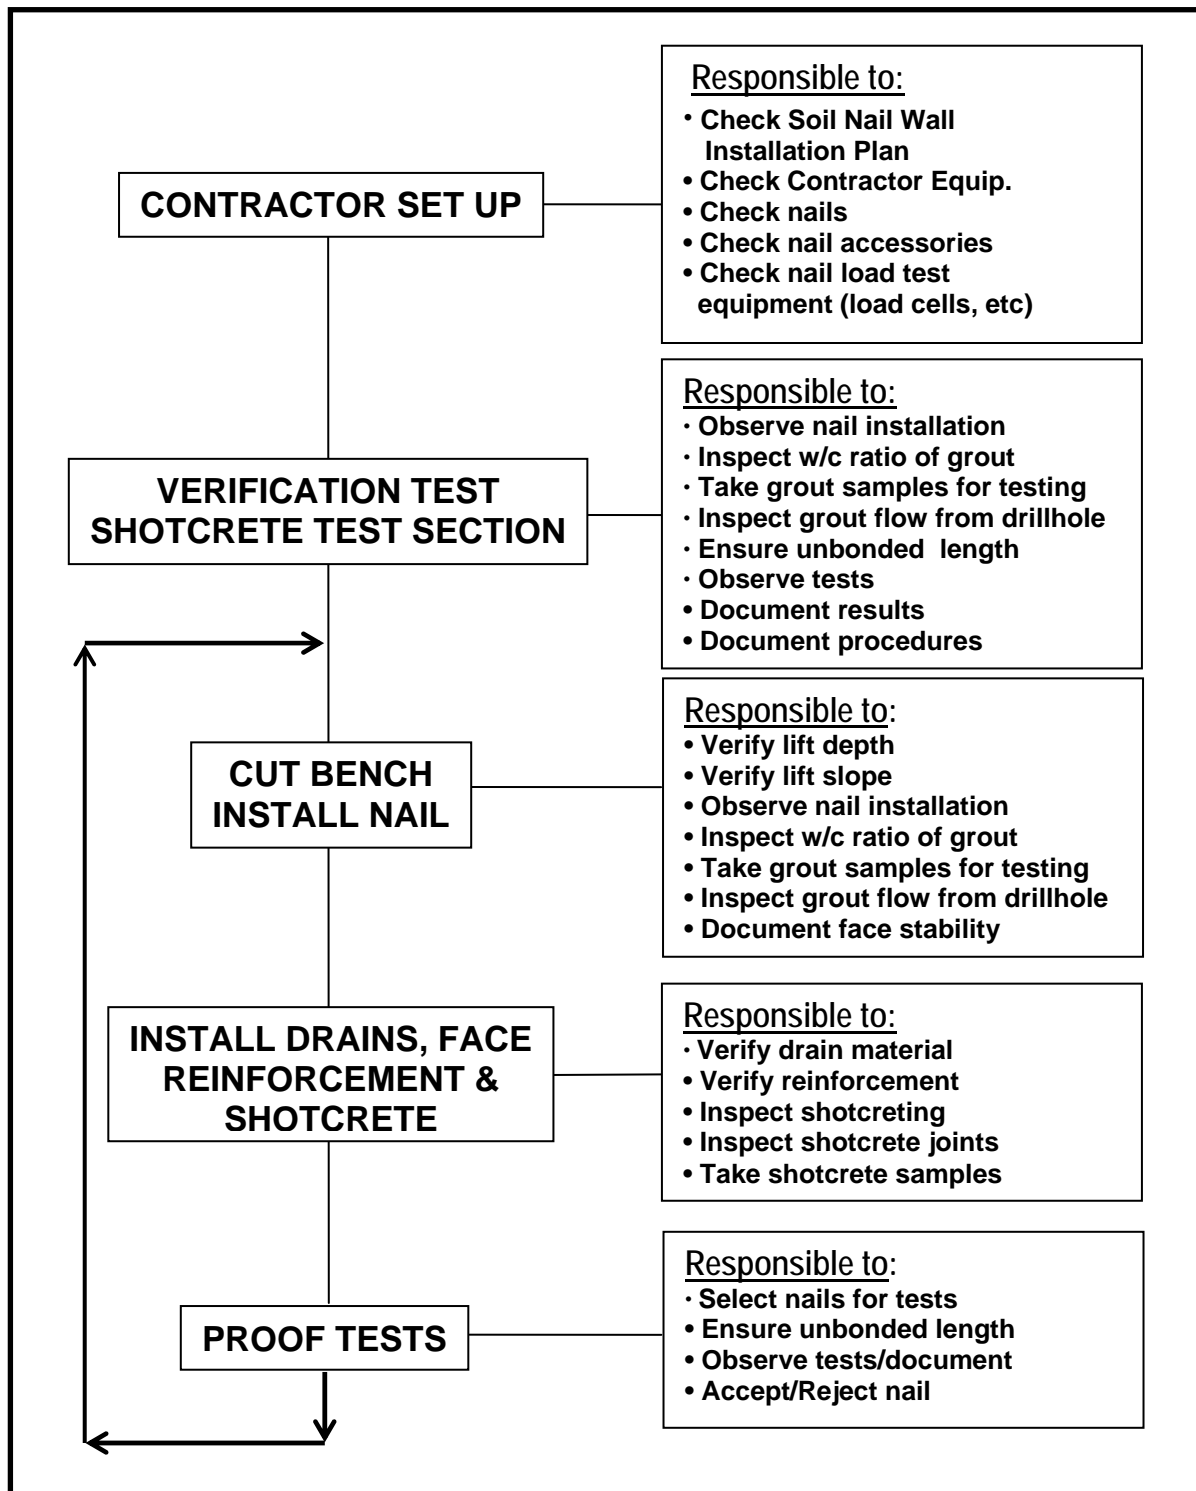 CONTRACTOR SET UP
Responsible to:
• Check Soil Nail Wall
Installation Plan
• Check Contractor Equip.
• Check nails
• Check nail accessories
• Check nail load test
equipment (load cells, etc)
VERIFICATION TEST
SHOTCRETE TEST SECTION
Responsible to:
· Observe nail installation
· Inspect w/c ratio of grout
· Take grout samples for testing
· Inspect grout flow from drillhole
· Ensure unbonded length
· Observe tests
• Document results
• Document procedures
CUT BENCH
INSTALL NAIL
Responsible to:
• Verify lift depth
• Verify lift slope
• Observe nail installation
• Inspect w/c ratio of grout
• Take grout samples for testing
• Inspect grout flow from drillhole
• Document face stability
INSTALL DRAINS, FACE
REINFORCEMENT &
SHOTCRETE
Responsible to:
· Verify drain material
• Verify reinforcement
• Inspect shotcreting
• Inspect shotcrete joints
• Take shotcrete samples
PROOF TESTS
Responsible to:
· Select nails for tests
• Ensure unbonded length
• Observe tests/document
• Accept/Reject nail